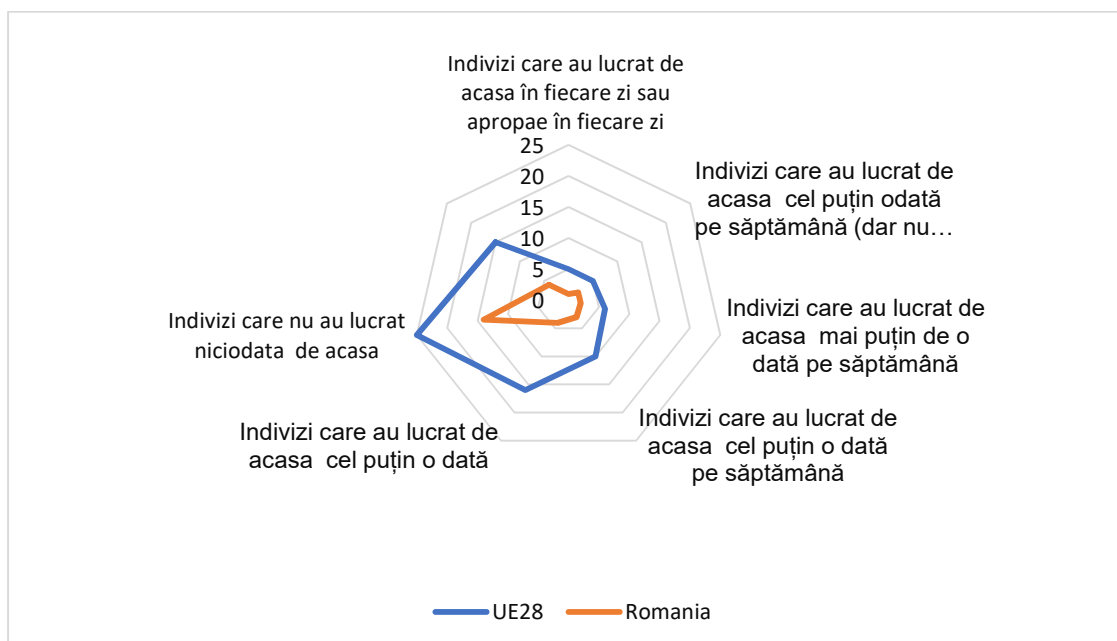 Indivizi care au lucrat de
acasa în fiecare zi sau
apropae în fiecare zi
25
20
15
10
5
0
Indivizi care au lucrat de
acasa cel puțin odată
pe săptămână (dar nu…
Indivizi care au lucrat de
acasa mai puțin de o
dată pe săptămână
Indivizi care au lucrat de
acasa cel puțin o dată
pe săptămână
Indivizi care au lucrat de
acasa cel puțin o dată
Indivizi care nu au lucrat
niciodata de acasa
UE28
Romania